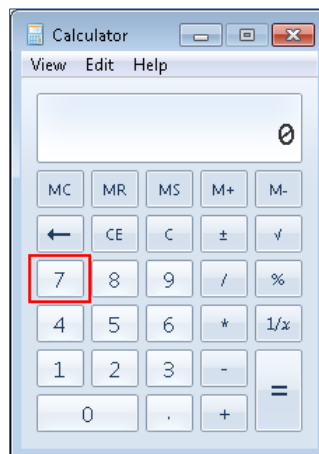 Calculator
View Edit Help
0
MC MR MS M+ M-
← CE C ± √
7 8 9 / %
4 5 6 * 1/x
1 2 3 - =
0 . +